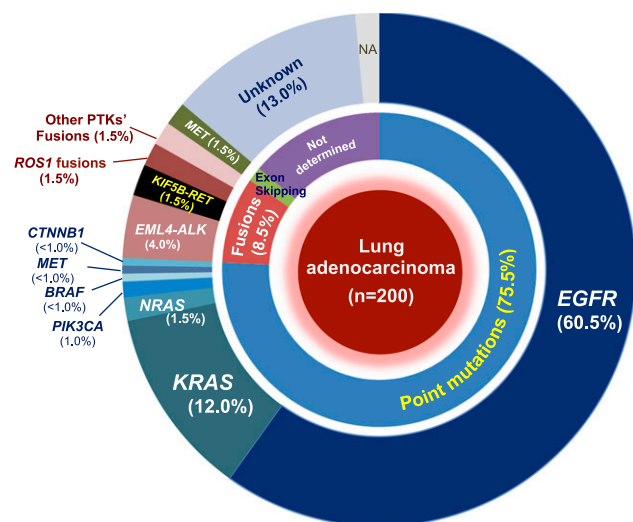 NA
Unknown
(13.0%)
MET (1.5%)
Other PTKs'
Fusions (1.5%)
ROS1 fusions
(1.5%)
KIF5B-RET
(1.5%)
EML4-ALK
(4.0%)
CTNNB1
(<1.0%)
MET
(<1.0%)
BRAF
(<1.0%)
PIK3CA
(1.0%)
NRAS
(1.5%)
KRAS
(12.0%)
EGFR
(60.5%)
Not
determined
Exon
Skipping
Fusions
(8.5%)
Point mutations (75.5%)
Lung
adenocarcinoma
(n=200)